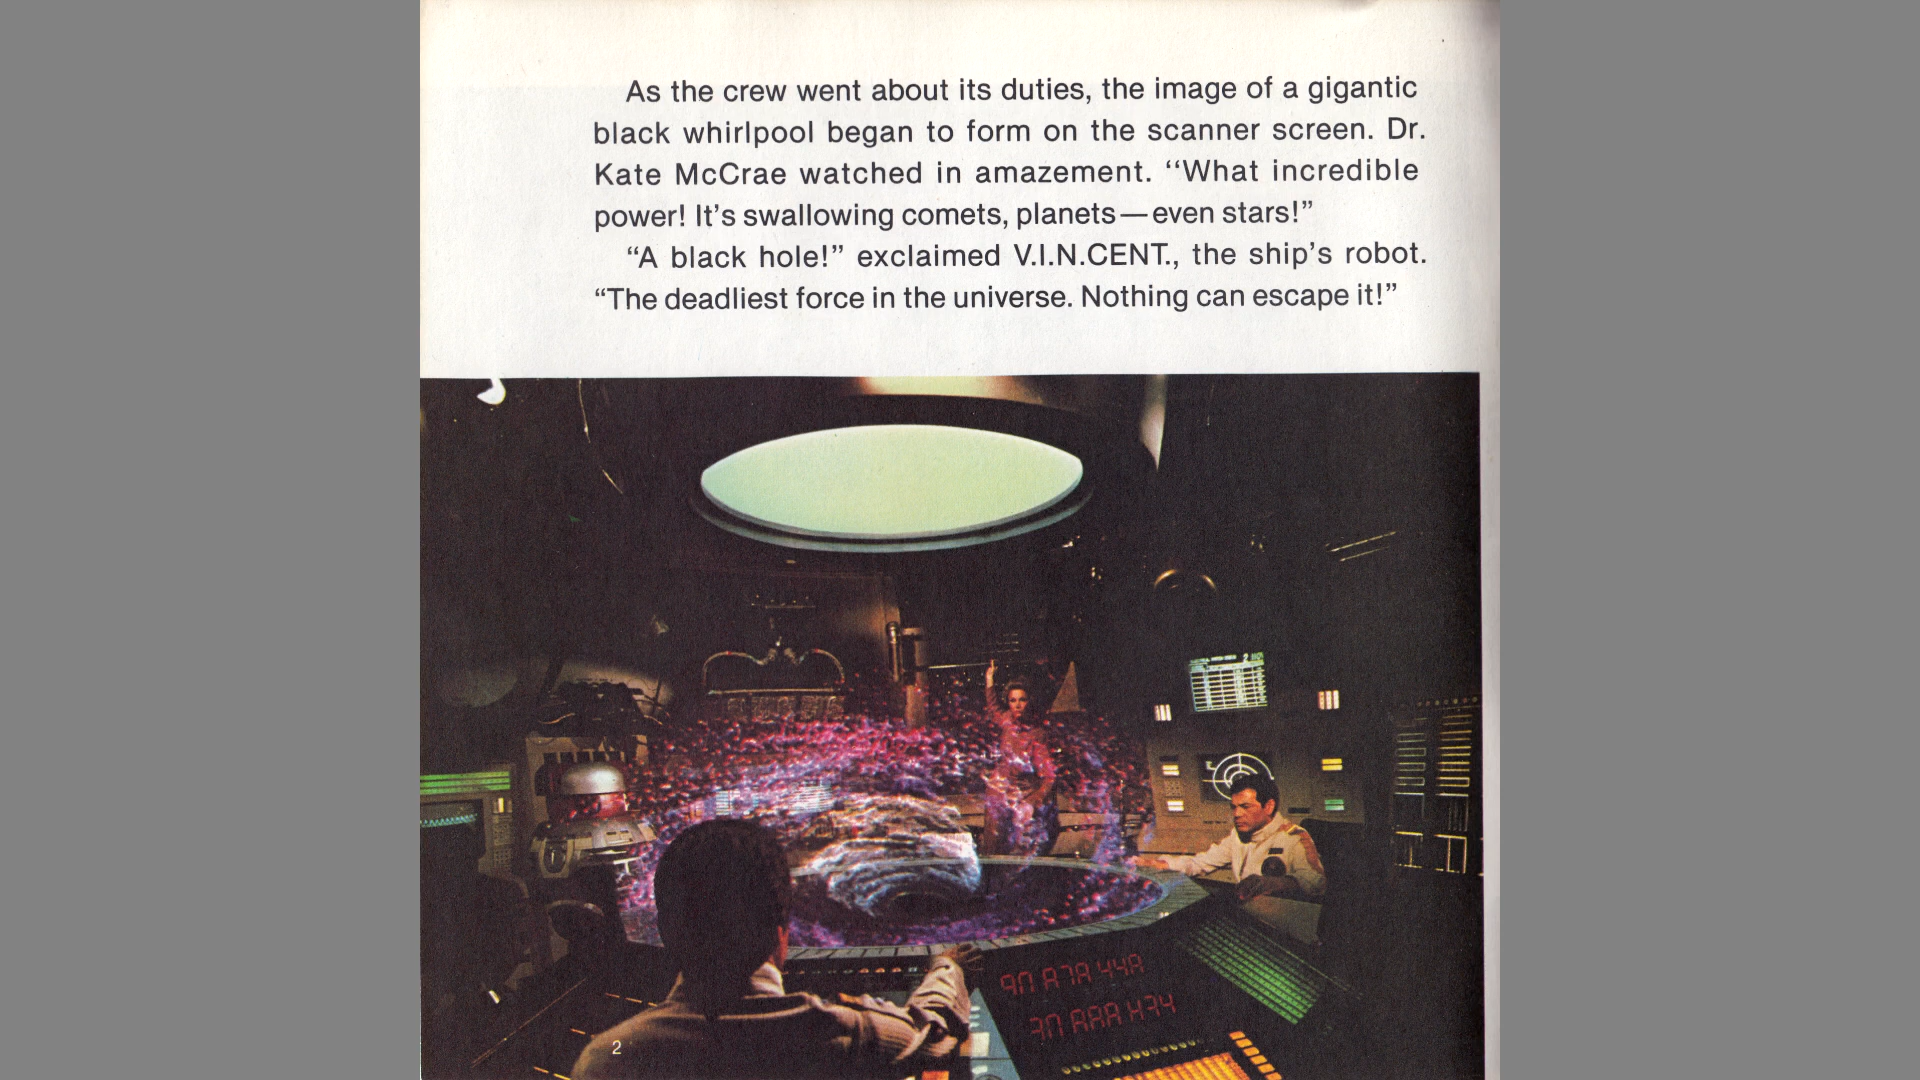 As the crew went about its duties, the image of a gigantic
black whirlpool began to form on the scanner screen. Dr.
Kate McCrae watched in amazement. ‘‘What incredible
power! It’s swallowing comets, planets—even stars!”
“A black hole!” exclaimed V.I.N.CENT., the ship’s robot.
“The deadliest force in the universe. Nothing can escape it!”
2